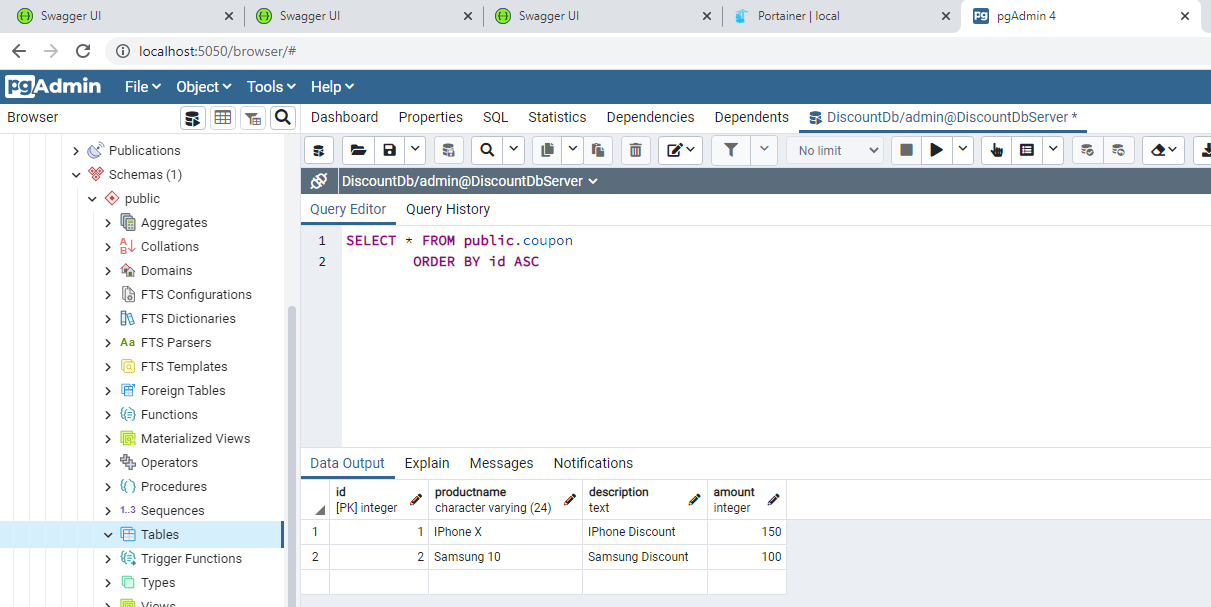 Swagger UI
Swagger UI
Swagger UI
Portainer | local
pgAdmin 4
localhost:5050/browser/#
pgAdmin File Object Tools Help
Browser
Dashboard Properties SQL Statistics Dependencies Dependents DiscountDb/admin@DiscountDbServer *
No limit
DiscountDb/admin@DiscountDbServer
Query Editor Query History
1 SELECT * FROM public.coupon
2 ORDER BY id ASC
Publications
Schemas (1)
public
Aggregates
Collations
Domains
FTS Configurations
FTS Dictionaries
Aa FTS Parsers
FTS Templates
Foreign Tables
Functions
Materialized Views
Operators
Procedures
1..3 Sequences
Tables
Trigger Functions
Types
Views
Data Output Explain Messages Notifications
id productname description amount
[PK] integer character varying (24) text integer
1 1 IPhone X IPhone Discount 150
2 2 Samsung 10 Samsung Discount 100